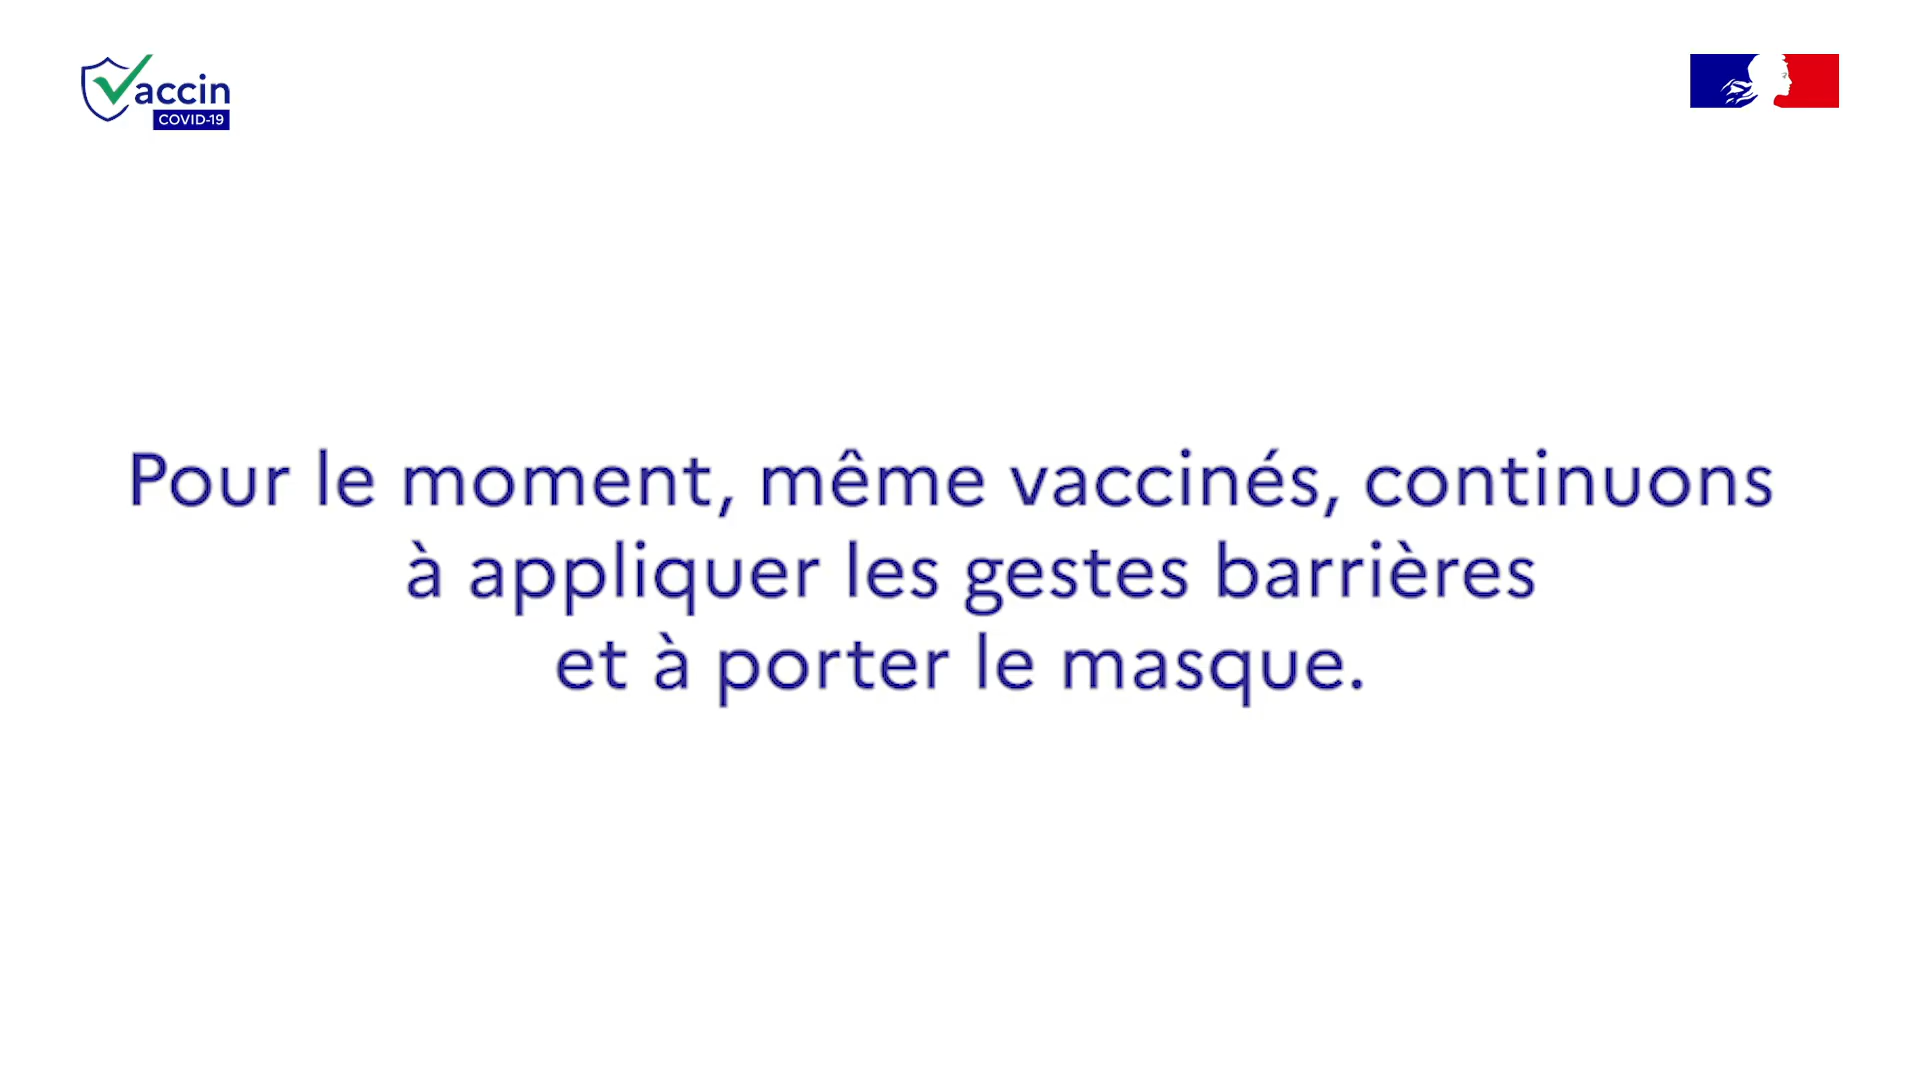 Vaccin
COVID-19
Pour le moment, même vaccinés, continuons
à appliquer les gestes barrières
et à porter le masque.